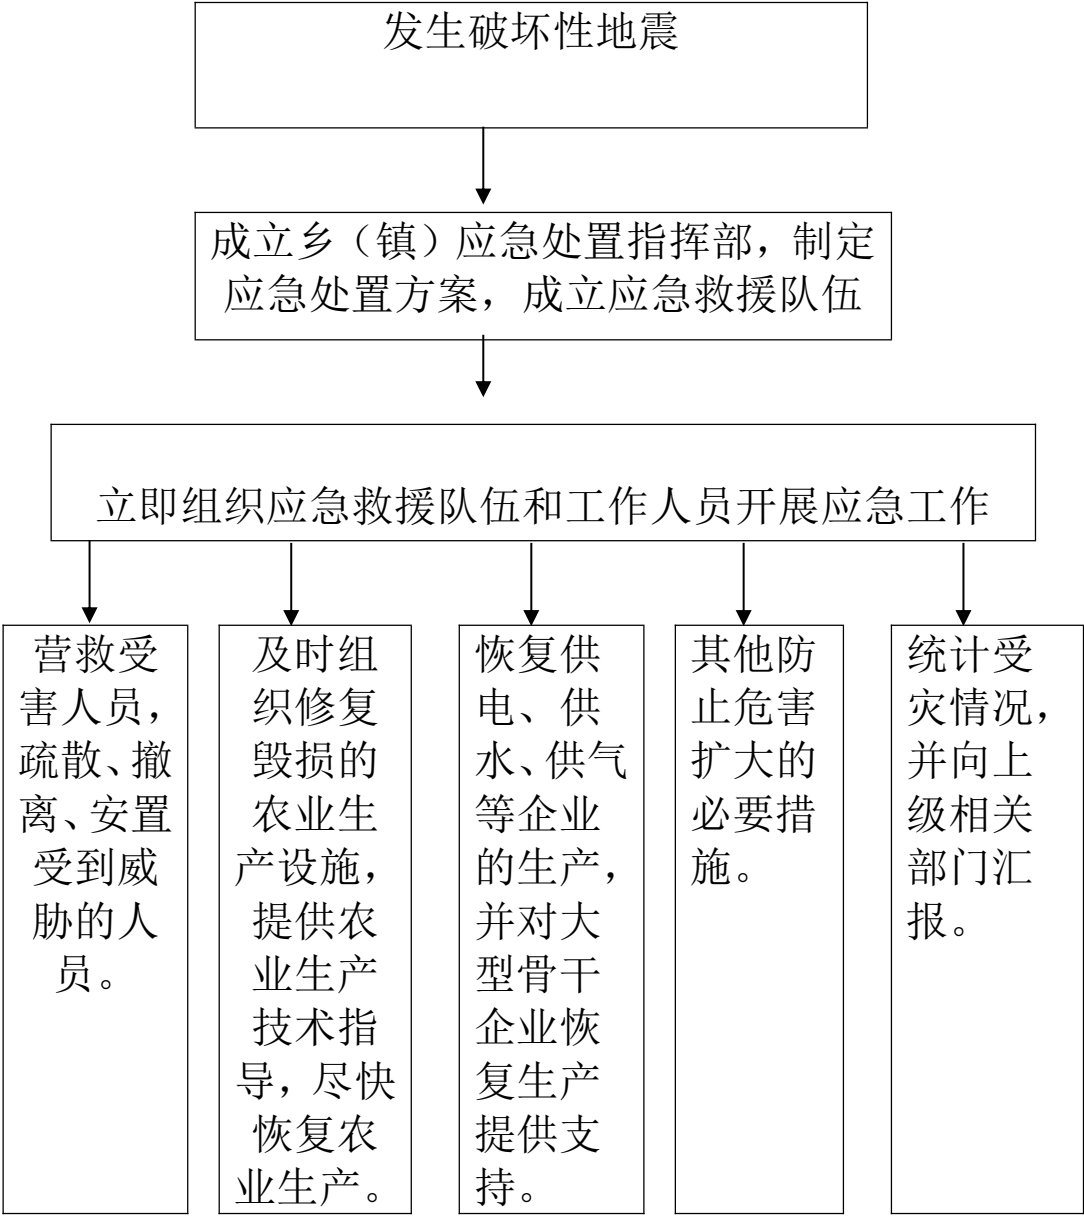 发生破坏性地震
成立乡（镇）应急处置指挥部，制定
应急处置方案，成立应急救援队伍
立即组织应急救援队伍和工作人员开展应急工作
营救受
害人员，
疏散、撤
离、安置
受到威
胁的人
员。
及时组
织修复
毁损的
农业生
产设施，
提供农
业生产
技术指
导，尽快
恢复农
业生产。
恢复供
电、供
水、供气
等企业
的生产，
并对大
型骨干
企业恢
复生产
提供支
持。
其他防
止危害
扩大的
必要措
施。
统计受
灾情况，
并向上
级相关
部门汇
报。